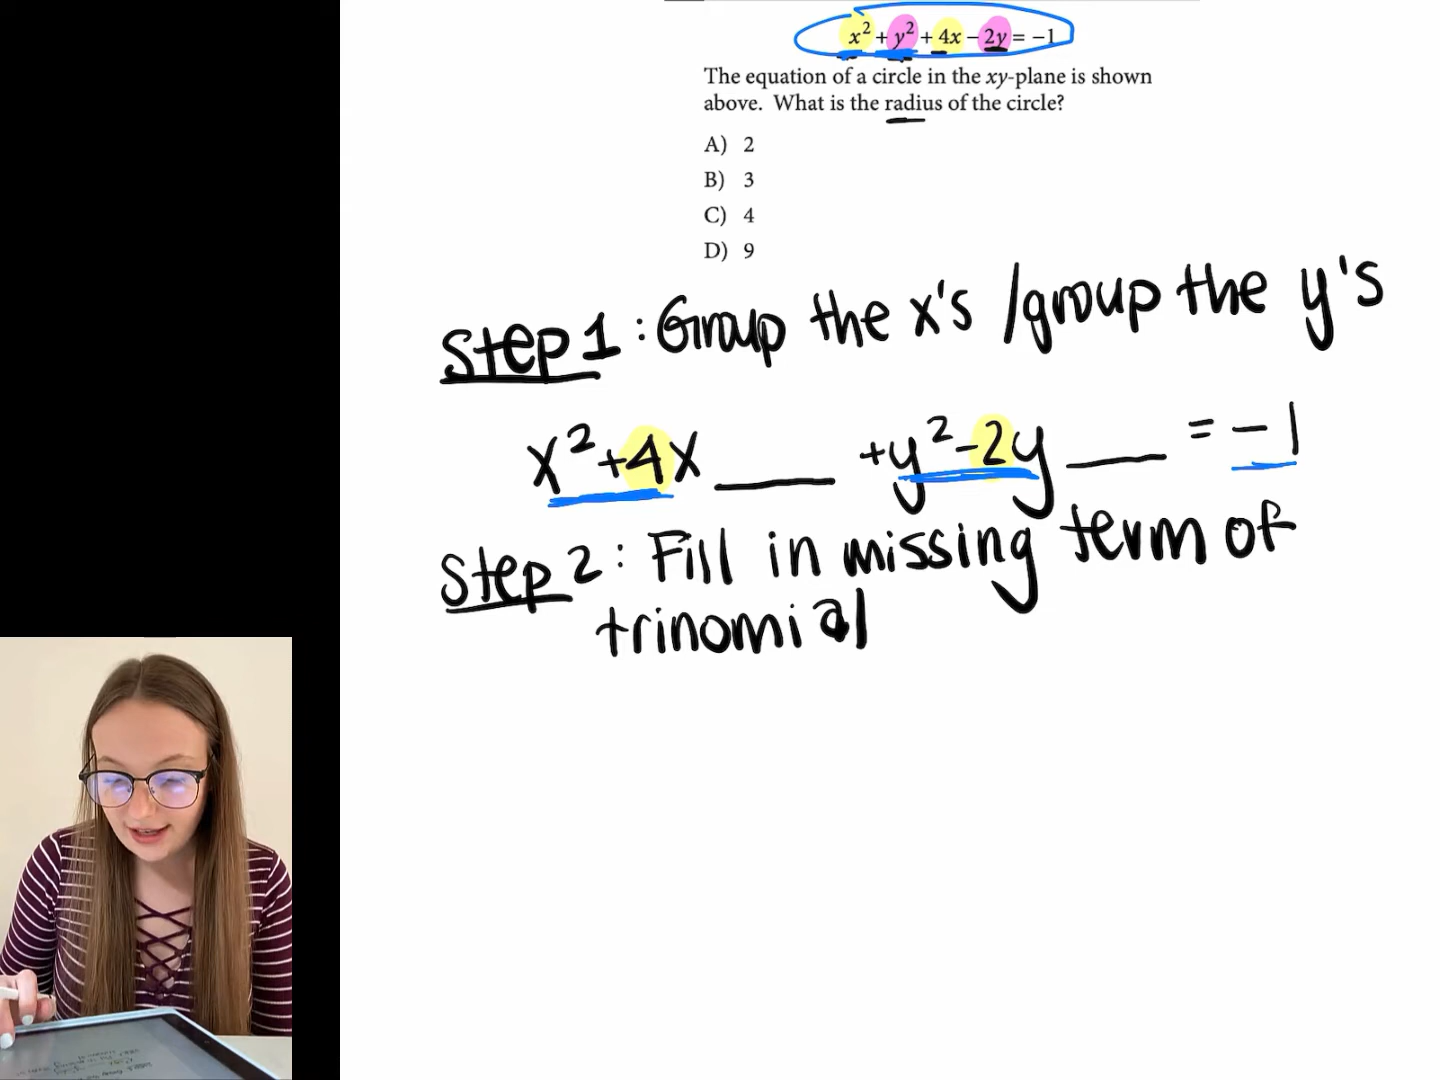 x² + y² + 4x − 2y = −1
The equation of a circle in the xy-plane is shown
above. What is the radius of the circle?
A) 2
B) 3
C) 4
D) 9
Step 1: Group the x's / group the y's
x² + 4x ____ + y² - 2y ____ = -1
Step 2: Fill in missing term of
trinomial